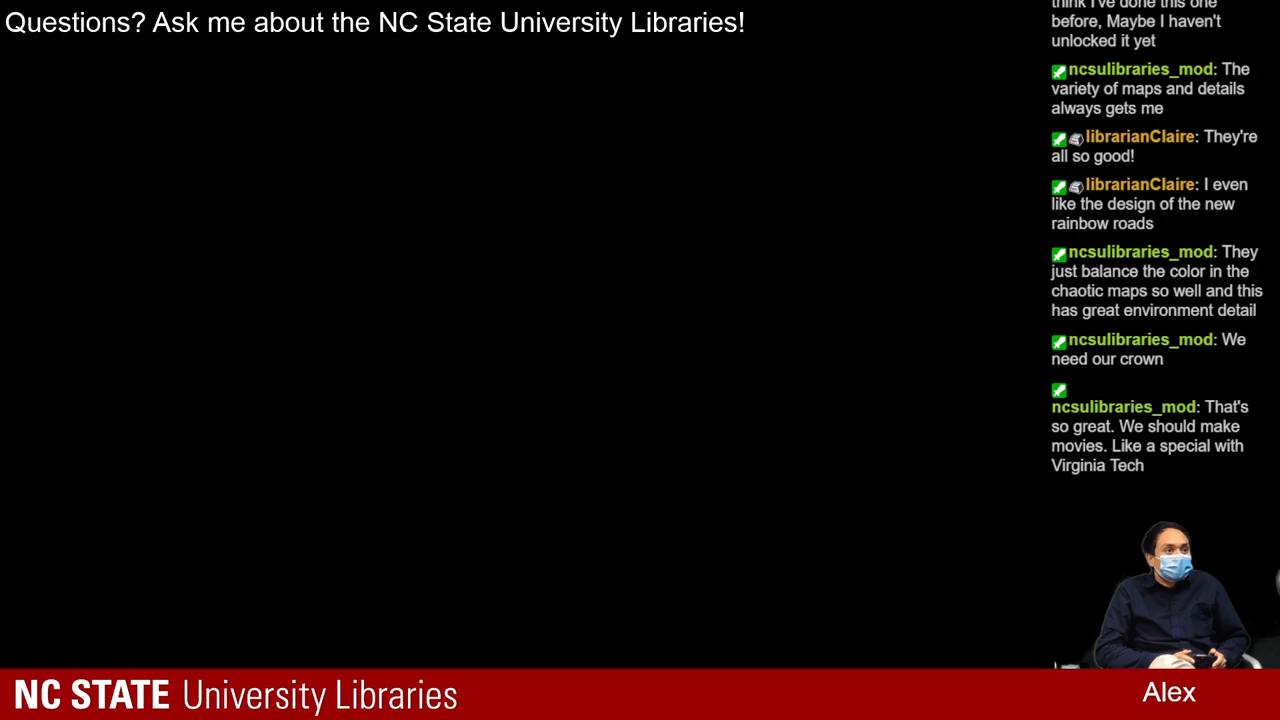 Questions? Ask me about the NC State University Libraries!
think I've done this one
before, Maybe I haven't
unlocked it yet
ncsulibraries_mod: The
variety of maps and details
always gets me
librarianClaire: They're
all so good!
librarianClaire: I even
like the design of the new
rainbow roads
ncsulibraries_mod: They
just balance the color in the
chaotic maps so well and this
has great environment detail
ncsulibraries_mod: We
need our crown
ncsulibraries_mod: That's
so great. We should make
movies. Like a special with
Virginia Tech
NC STATE University Libraries
Alex